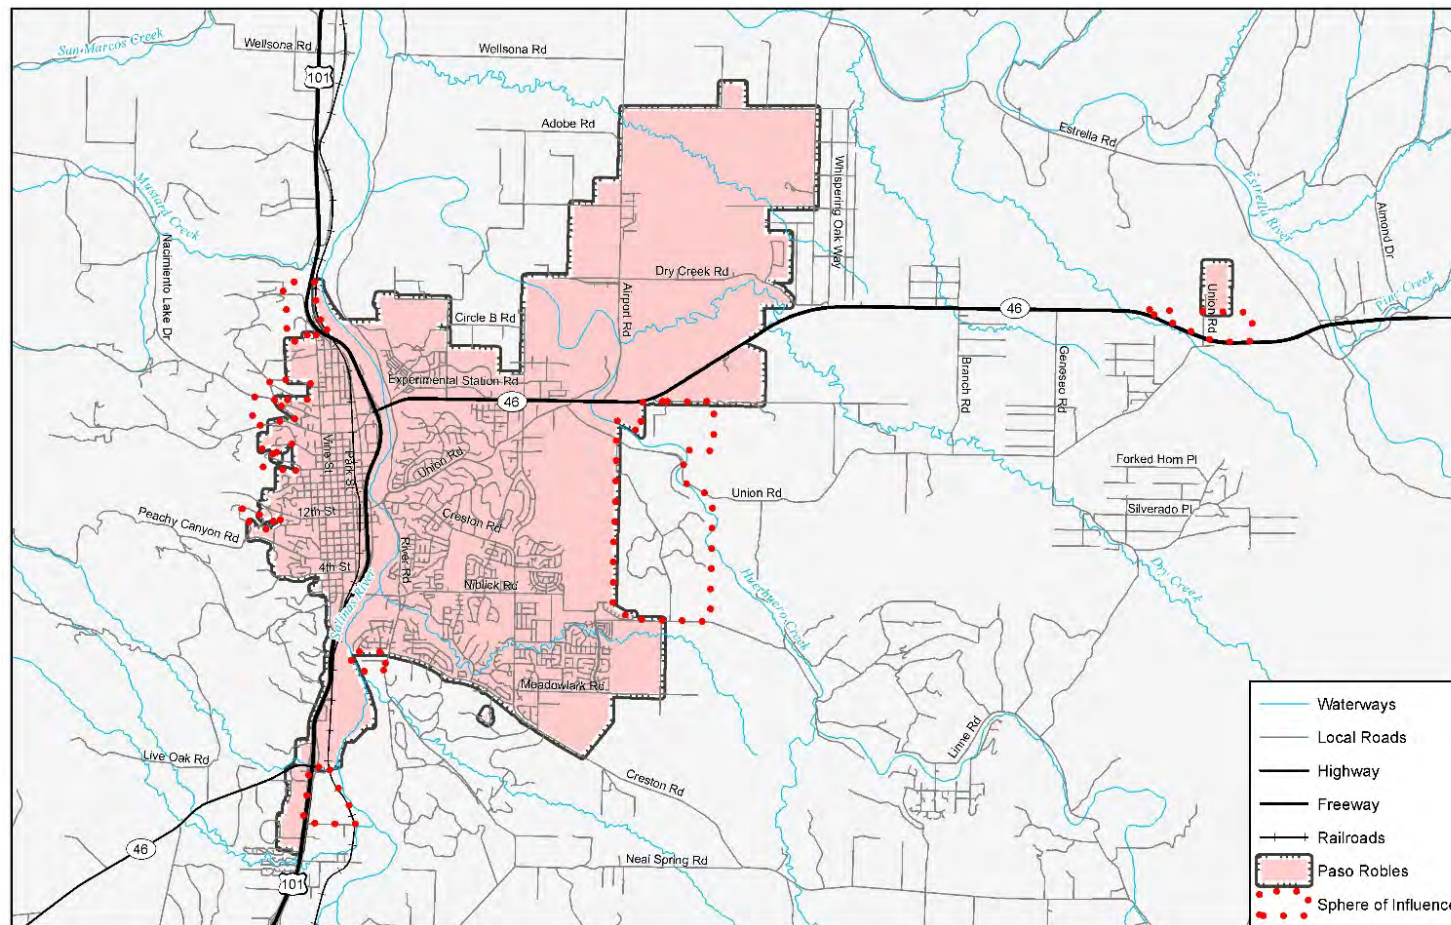 San Marcos Creek
Wellsona Rd
Wellsona Rd
101
Adobe Rd
Estrella Rd
Mustard Creek
Nacimiento Lake Dr
Whispering Oak Way
Estrella River
Almond Dr
Dry Creek Rd
Airport Rd
Union Rd
Pine Creek
Circle B Rd
46
Experimental Station Rd
46
Branch Rd
Geneseo Rd
Vine St
Park St
Union Rd
Forked Horn Pl
Union Rd
Silverado Pl
12th St
Creston Rd
Peachy Canyon Rd
River Rd
4th St
Niblick Rd
Huerhuero Creek
Dry Creek
Salinas River
Meadowlark Rd
Live Oak Rd
Linne Rd
Creston Rd
46
Neal Spring Rd
101
Waterways
Local Roads
Highway
Freeway
Railroads
Paso Robles
Sphere of Influence